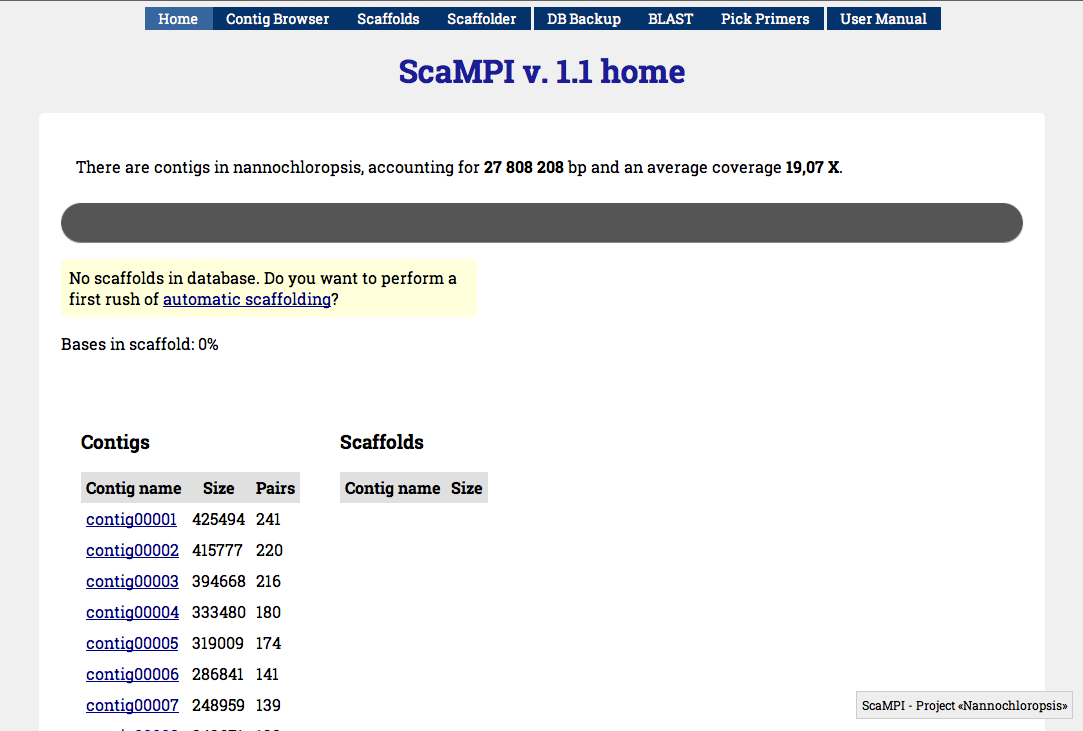 Home Contig Browser Scaffolds Scaffolder DB Backup BLAST Pick Primers User Manual
ScaMPI v. 1.1 home
There are contigs in nannochloropsis, accounting for 27 808 208 bp and an average coverage 19,07 X.
No scaffolds in database. Do you want to perform a
first rush of automatic scaffolding?
Bases in scaffold: 0%
Contigs
Contig name Size Pairs
contig00001 425494 241
contig00002 415777 220
contig00003 394668 216
contig00004 333480 180
contig00005 319009 174
contig00006 286841 141
contig00007 248959 139
Scaffolds
Contig name Size
ScaMPI - Project «Nannochloropsis»